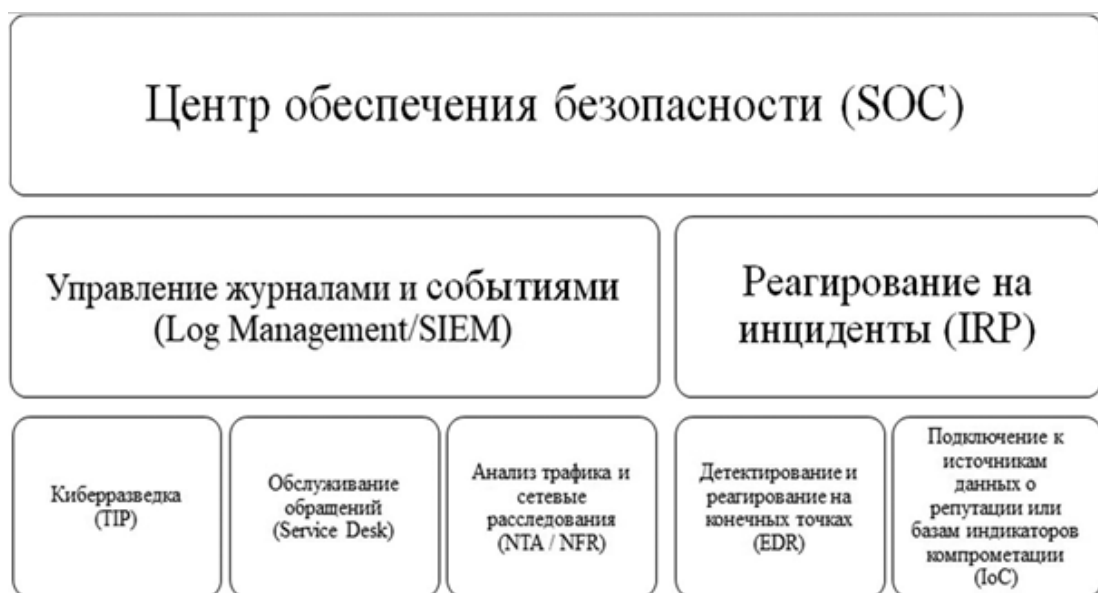 Центр обеспечения безопасности (SOC)
Управление журналами и событиями
(Log Management/SIEM)
Реагирование на
инциденты (IRP)
Киберразведка
(TIP)
Обслуживание
обращений
(Service Desk)
Анализ трафика и
сетевые
расследования
(NTA / NFR)
Детектирование и
реагирование на
конечных точках
(EDR)
Подключение к
источникам
данных о
репутации или
базам индикаторов
компрометации
(IoC)